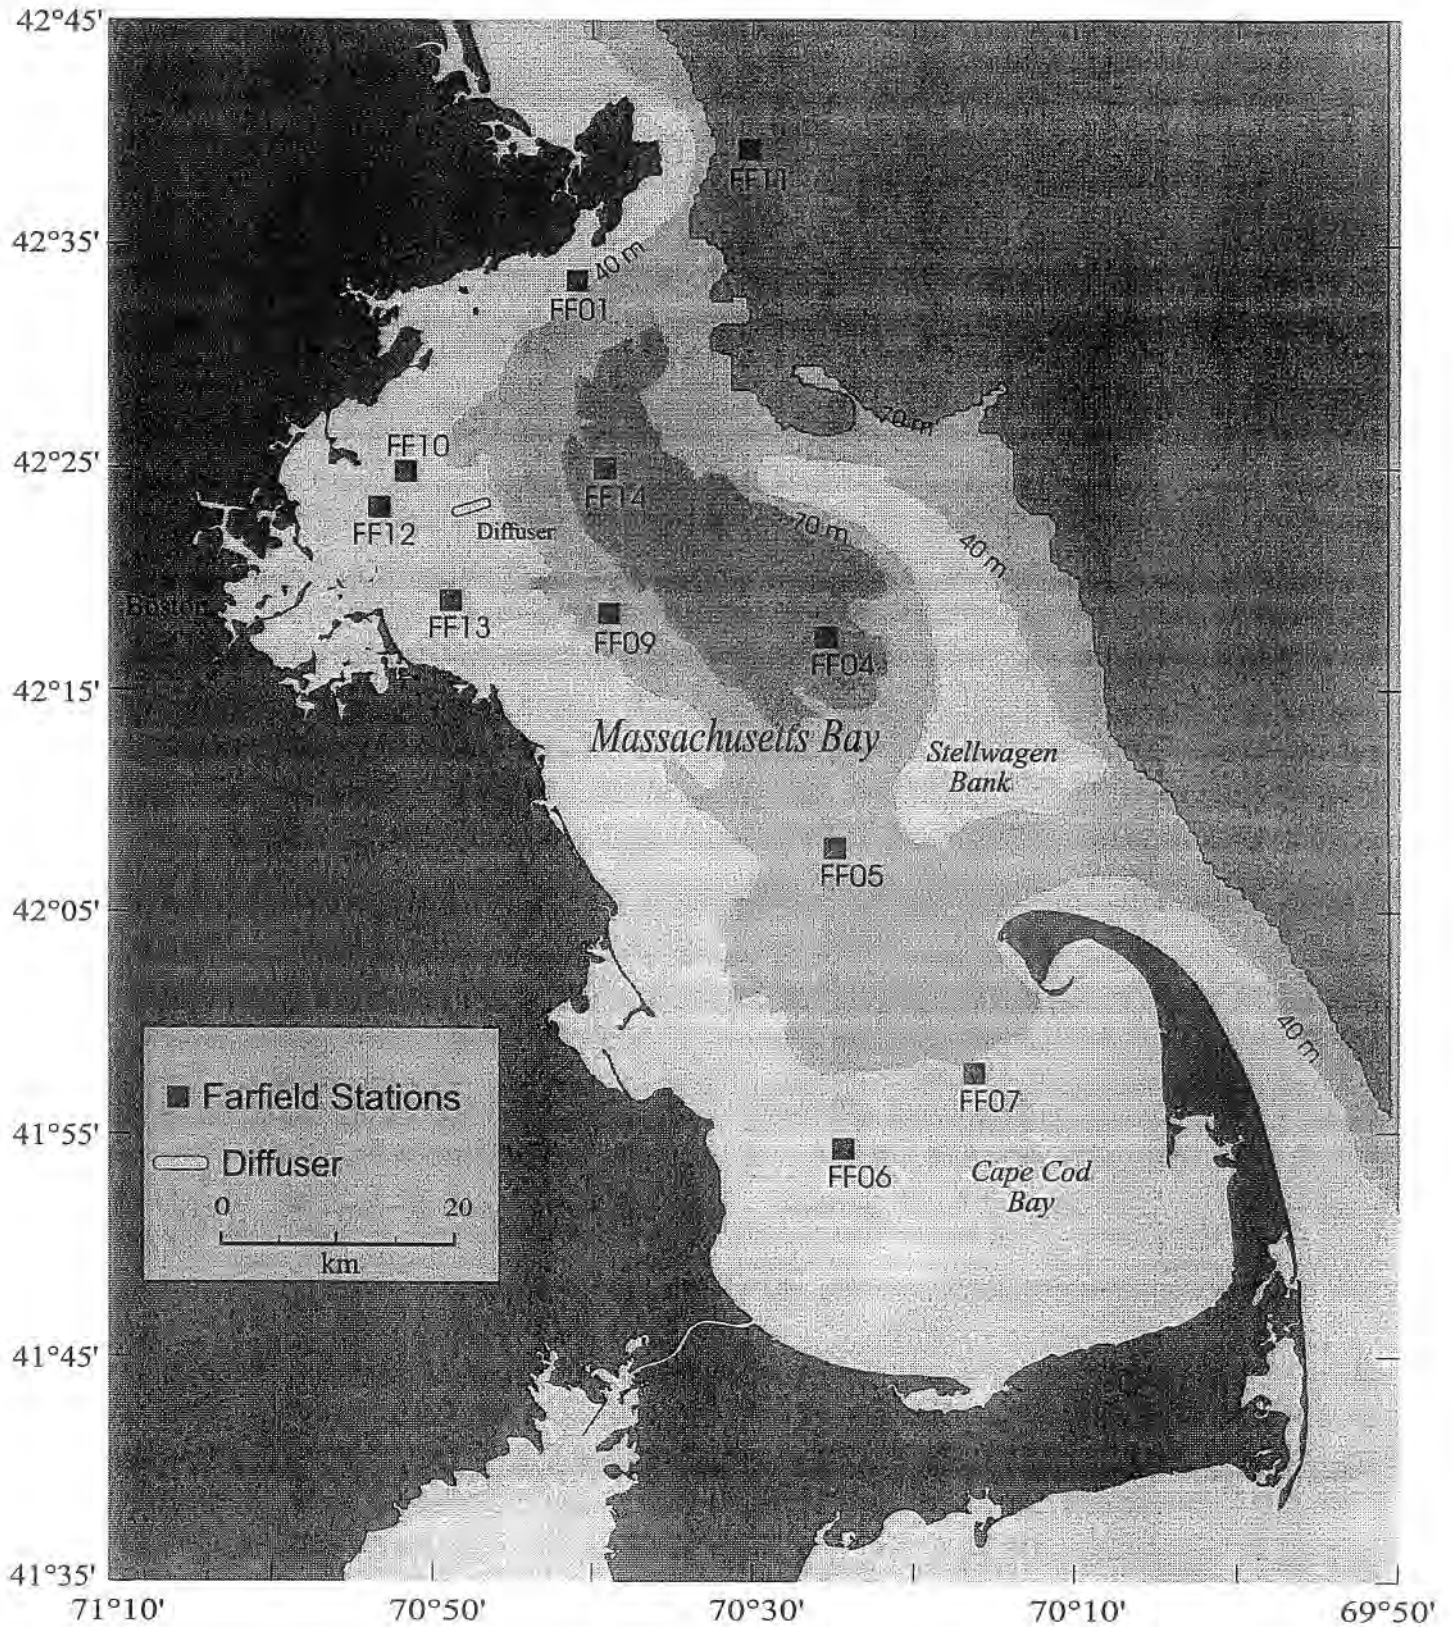 42°45'
FF11
42°35'
40 m
FF01
70 m
FF10
42°25'
FF14
FF12
Diffuser
70 m
40 m
Boston
FF13
FF09
FF04
42°15'
Massachusetts Bay
Stellwagen
Bank
FF05
42°05'
40 m
Farfield Stations
FF07
41°55'
Diffuser
FF06
Cape Cod
Bay
0 20
km
41°45'
41°35'
71°10' 70°50' 70°30' 70°10' 69°50'